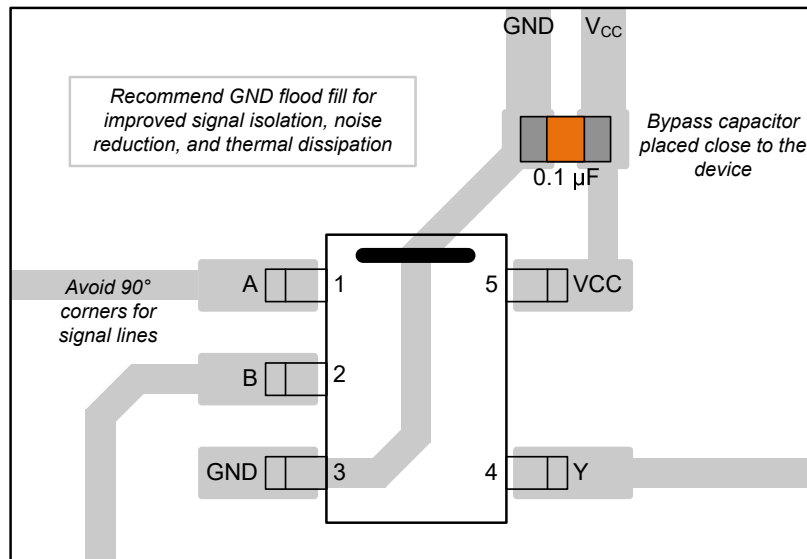 GND VCC
Recommend GND flood fill for
improved signal isolation, noise
reduction, and thermal dissipation
Bypass capacitor
placed close to the
device
0.1 µF
A 1 5 VCC
Avoid 90°
corners for
signal lines
B 2
GND 3 4 Y